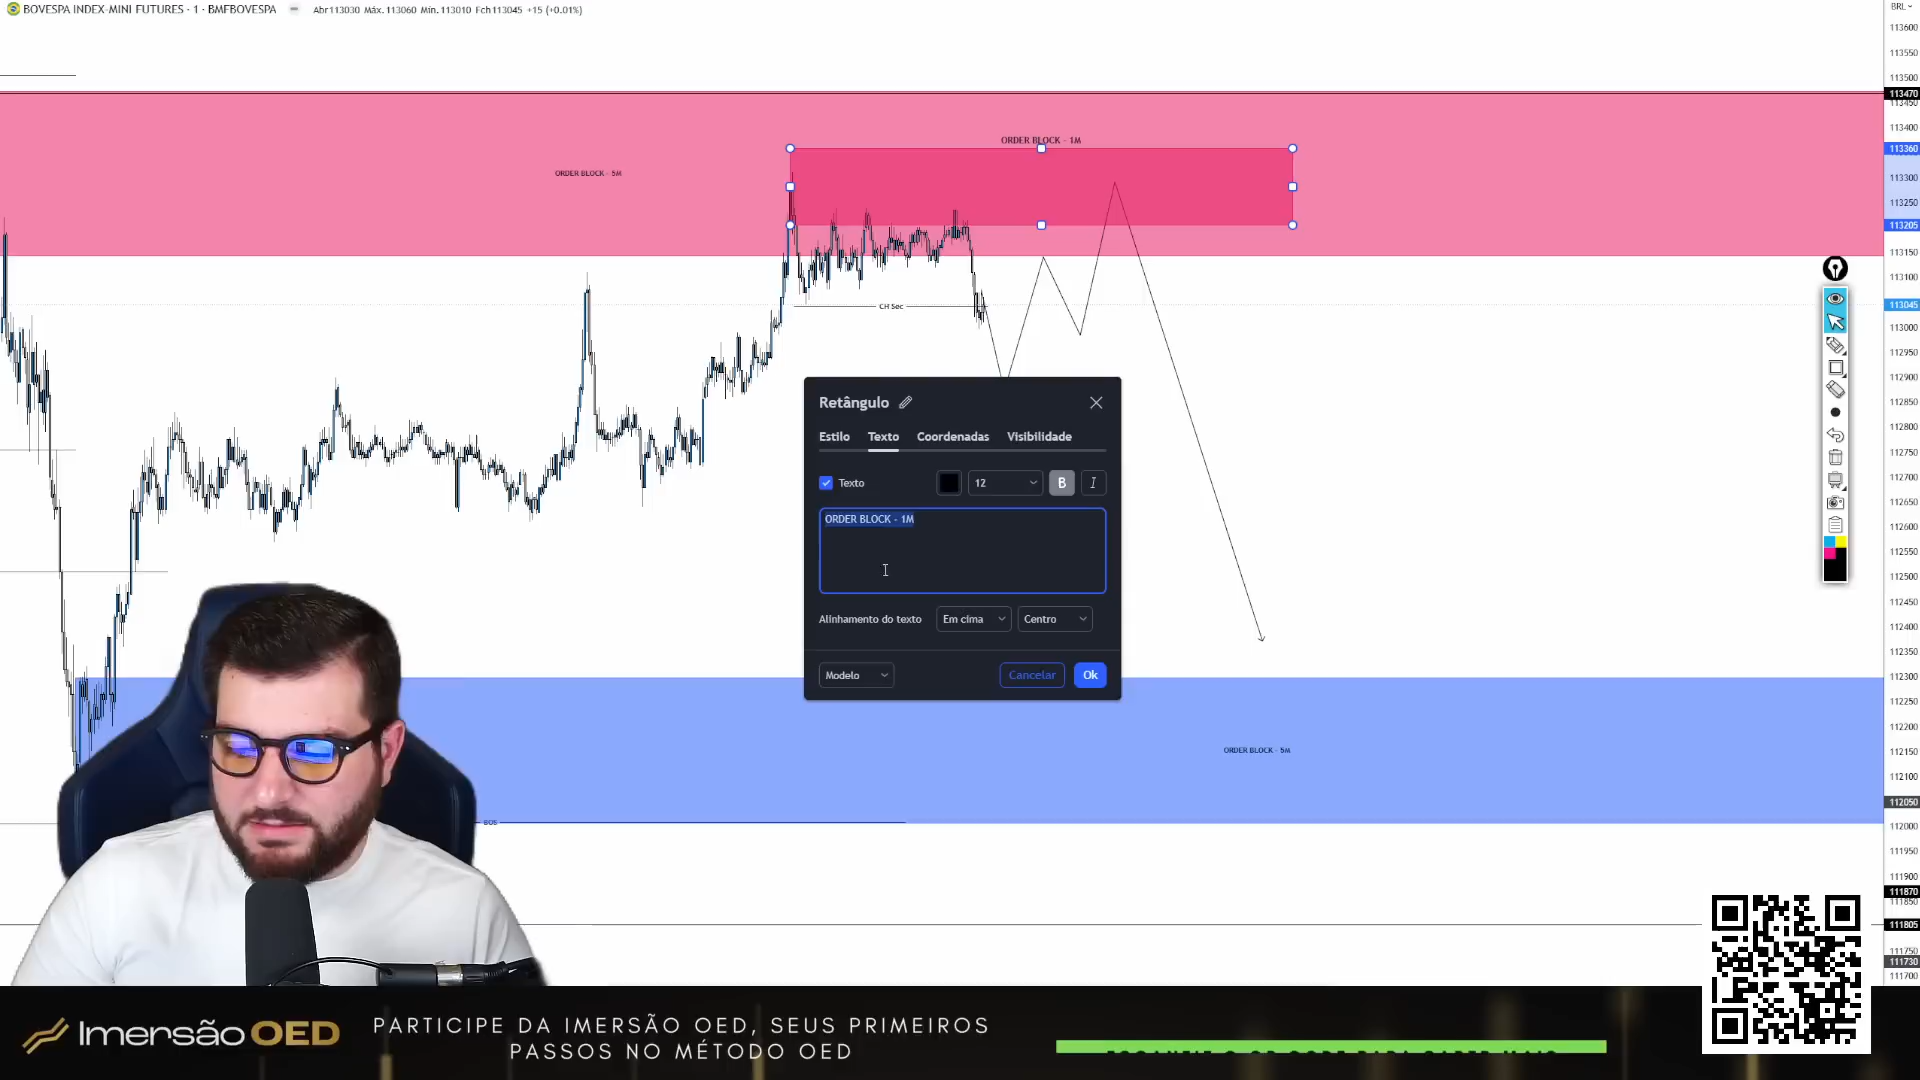 BOVESPA INDEX-MINI FUTURES · 1 · BMFBOVESPA
Abr113030 Máx.113060 Mín.113010 Fch113045 +15 (+0.01%)
BRL
113600
113550
113500
113470
113450
113400
113360
113300
113250
113205
113150
113100
113045
113000
112950
112900
112850
112800
112750
112700
112650
112600
112550
112500
112450
112400
112350
112300
112250
112200
112150
112100
112050
112000
111950
111900
111870
111850
111805
111750
111730
111700
ORDER BLOCK - 1M
ORDER BLOCK - 5M
CH Sec
Retângulo
Estilo Texto Coordenadas Visibilidade
Texto 12 B I
ORDER BLOCK - 1M
Alinhamento do texto Em cima Centro
Modelo Cancelar Ok
ORDER BLOCK - 5M
BOS
Imersão OED
PARTICIPE DA IMERSÃO OED, SEUS PRIMEIROS
PASSOS NO MÉTODO OED